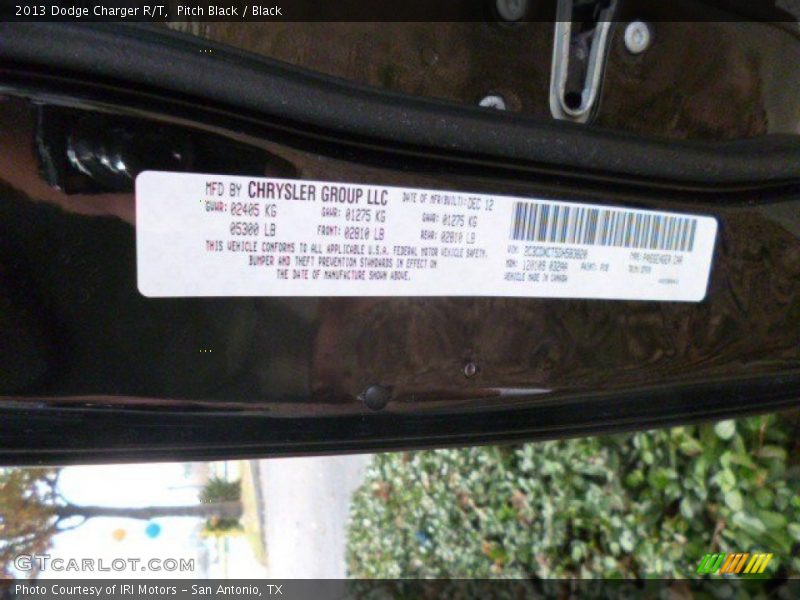 2013 Dodge Charger R/T, Pitch Black / Black
MFD BY CHRYSLER GROUP LLC DATE OF MFR(BUILT): DEC 12
GVWR: 02405 KG GAWR: 01275 KG GAWR: 01275 KG
05300 LB FRONT: 02810 LB REAR: 02810 LB
THIS VEHICLE CONFORMS TO ALL APPLICABLE U.S.A. FEDERAL MOTOR VEHICLE SAFETY,
BUMPER AND THEFT PREVENTION STANDARDS IN EFFECT ON
THE DATE OF MANUFACTURE SHOWN ABOVE.
VIN: TYPE: PASSENGER CAR
MDH: PAINT:
VEHICLE MADE IN CANADA
GTCARLOT.COM
Photo Courtesy of IRI Motors – San Antonio, TX